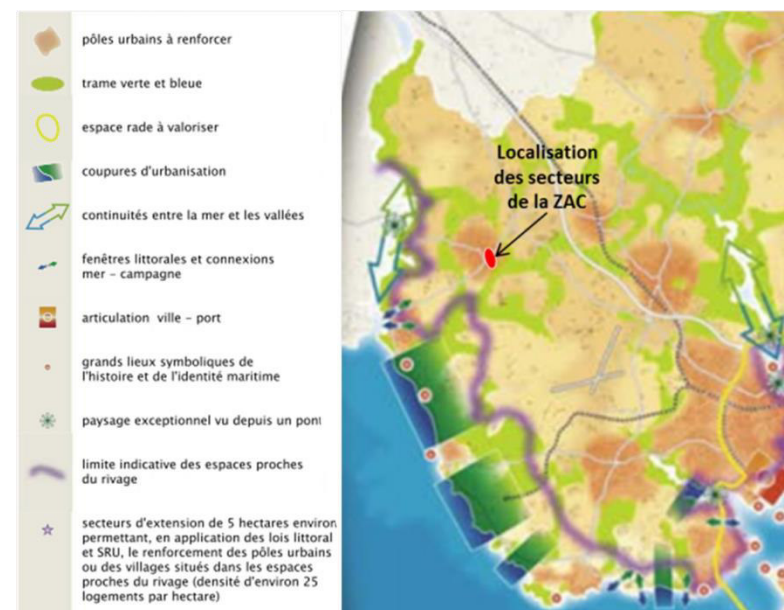 pôles urbains à renforcer
trame verte et bleue
espace rade à valoriser
coupures d'urbanisation
continuités entre la mer et les vallées
fenêtres littorales et connexions
mer – campagne
articulation ville – port
grands lieux symboliques de
l'histoire et de l'identité maritime
paysage exceptionnel vu depuis un pont
limite indicative des espaces proches
du rivage
secteurs d'extension de 5 hectares environ
permettant, en application des lois littoral
et SRU, le renforcement des pôles urbains
ou des villages situés dans les espaces
proches du rivage (densité d'environ 25
logements par hectare)
Localisation
des secteurs
de la ZAC